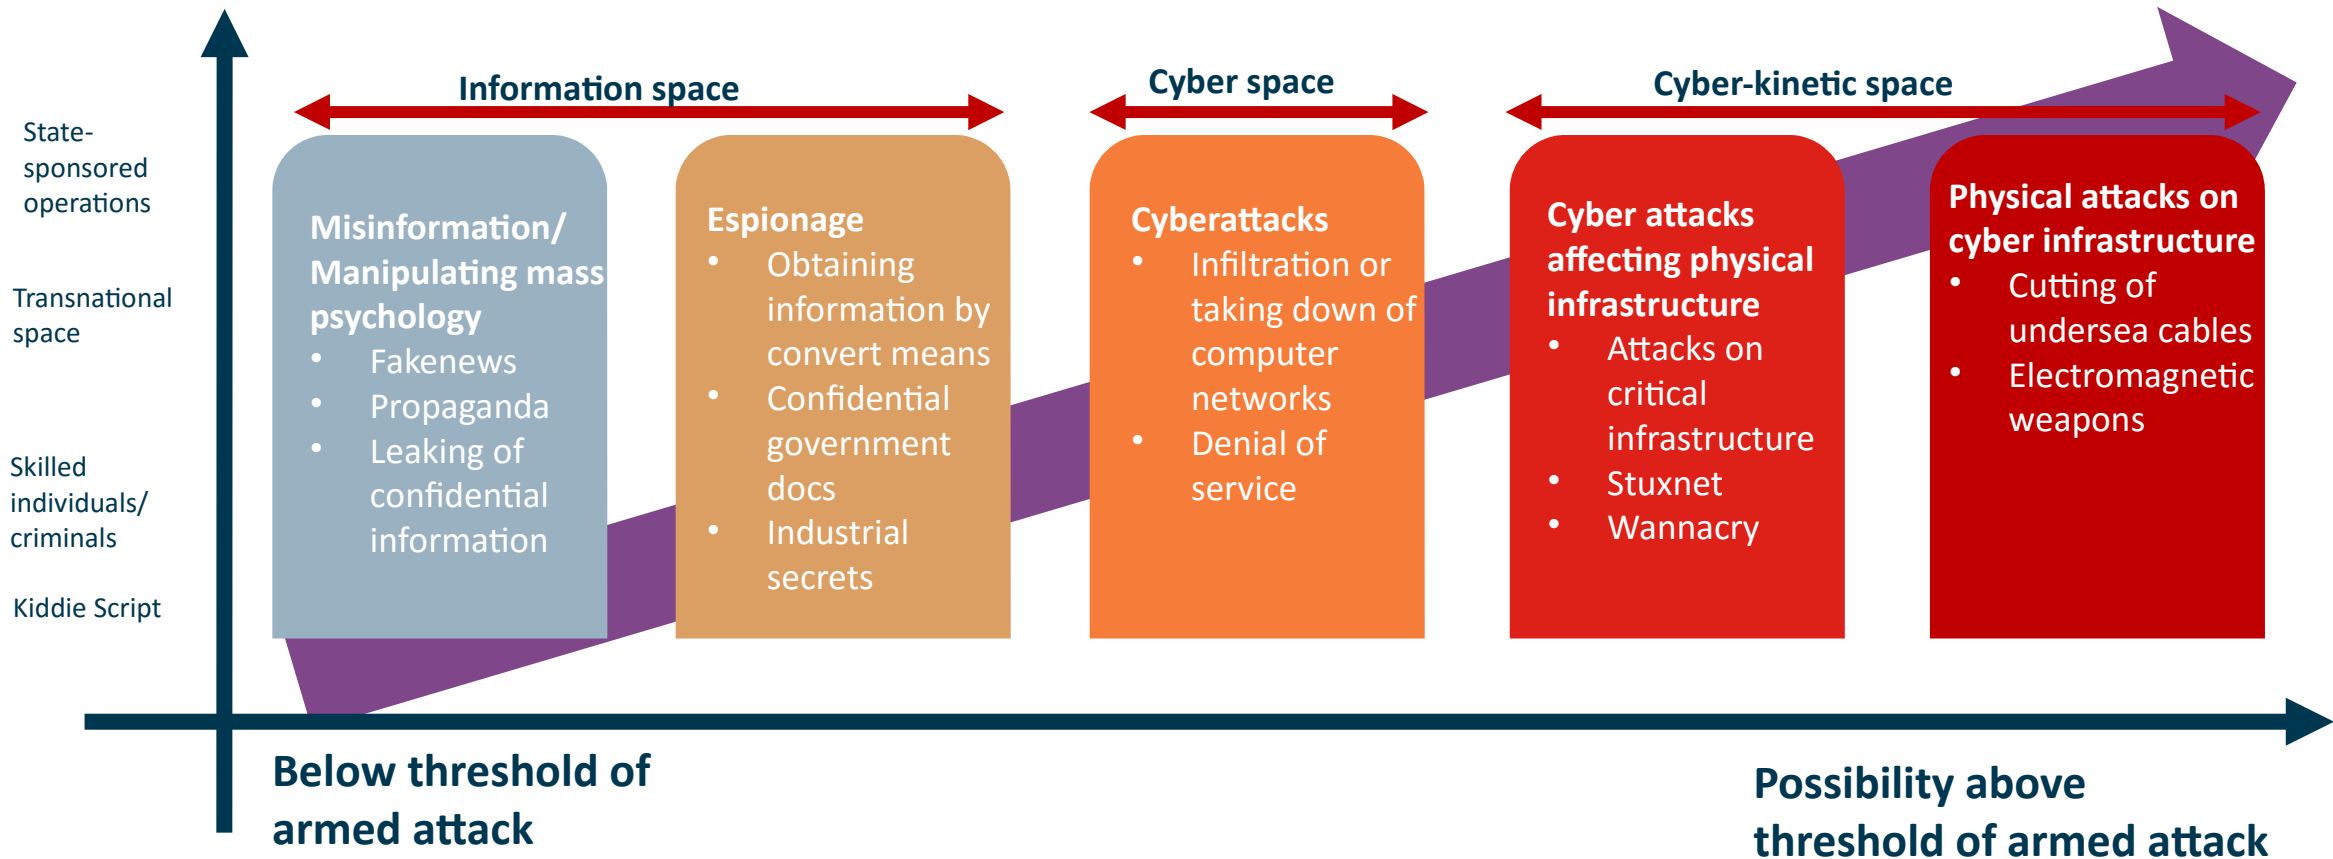 Information space
Cyber space
Cyber-kinetic space
State-
sponsored
operations
Transnational
space
Skilled
individuals/
criminals
Kiddie Script
Misinformation/
Manipulating mass
psychology
• Fakenews
• Propaganda
• Leaking of
confidential
information
Espionage
• Obtaining
information by
convert means
• Confidential
government
docs
• Industrial
secrets
Cyberattacks
• Infiltration or
taking down of
computer
networks
• Denial of
service
Cyber attacks
affecting physical
infrastructure
• Attacks on
critical
infrastructure
• Stuxnet
• Wannacry
Physical attacks on
cyber infrastructure
• Cutting of
undersea cables
• Electromagnetic
weapons
Below threshold of
armed attack
Possibility above
threshold of armed attack